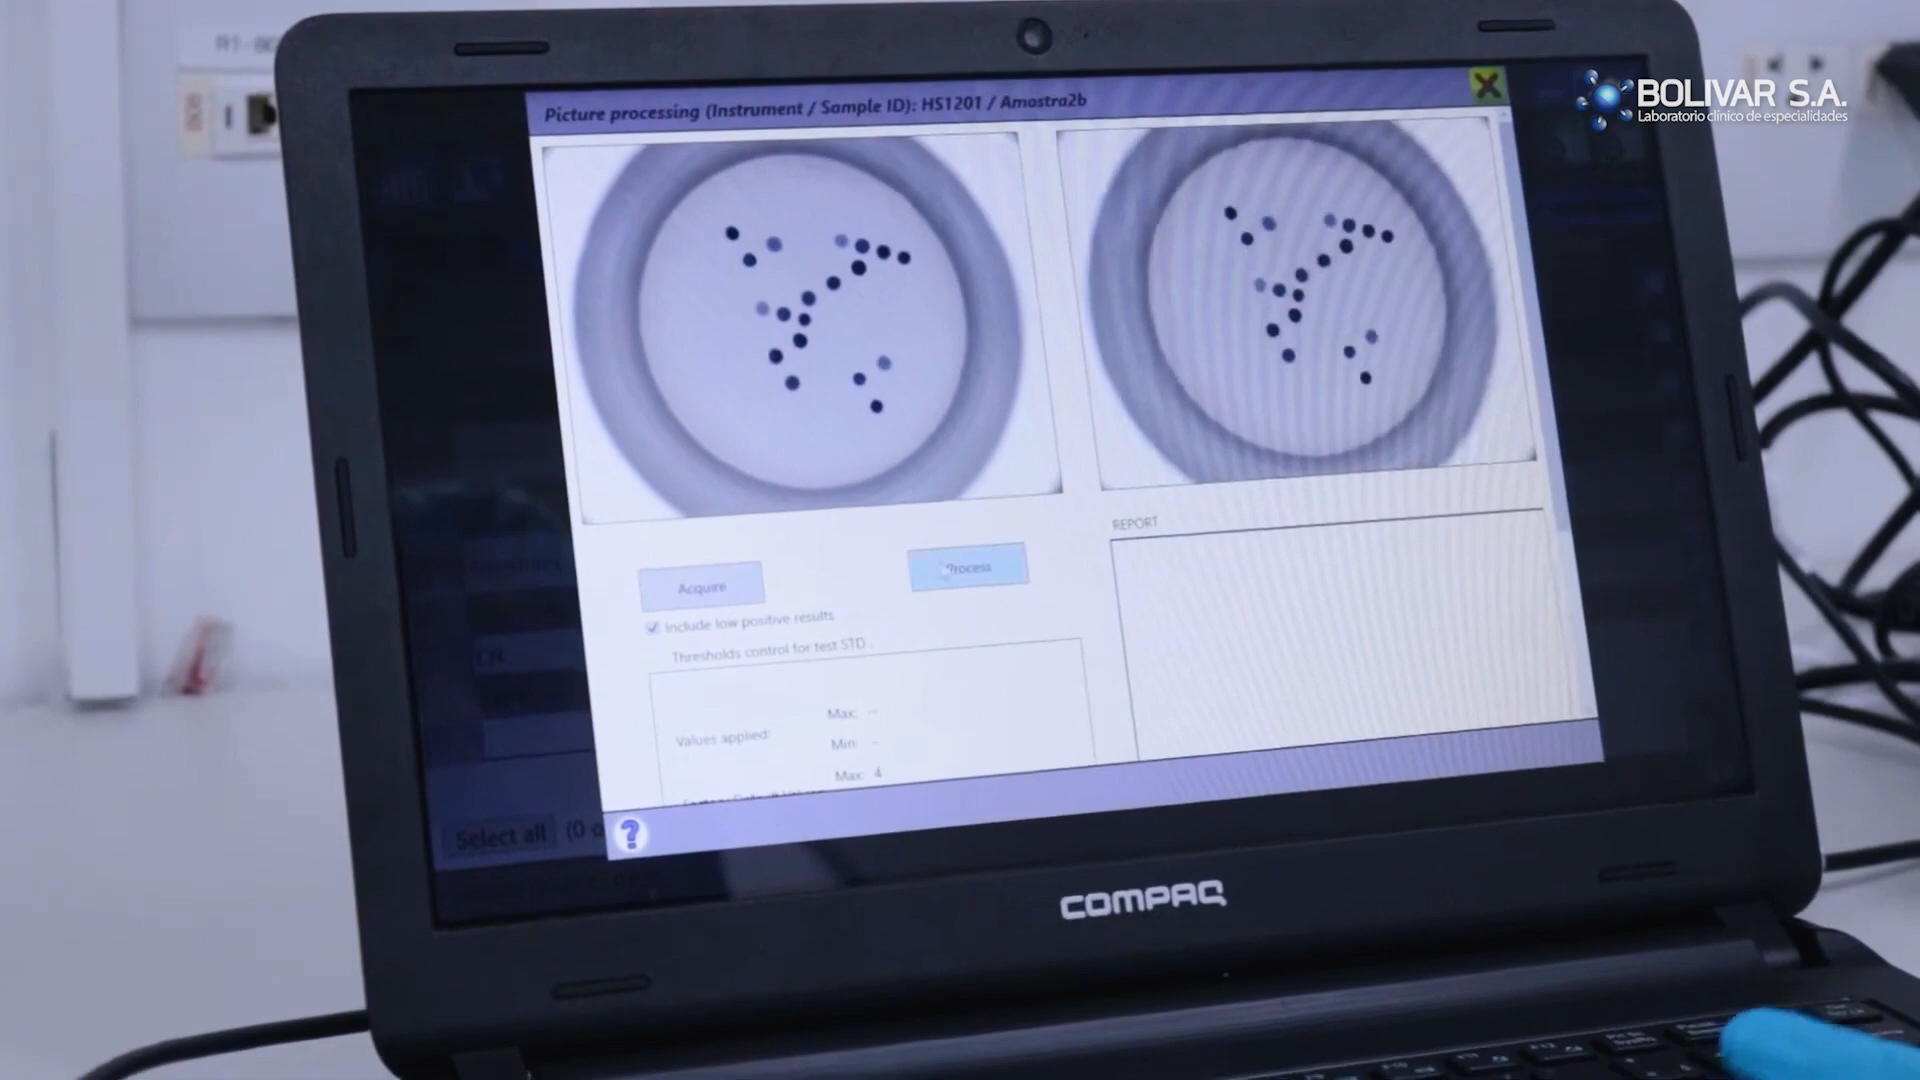 BOLIVAR S.A.
Laboratorio clínico de especialidades
Picture processing (Instrument / Sample ID): HS1201 / Amostra2b
REPORT
Acquire
Process
Include low positive results
Thresholds control for test STD
Values applied:
Max: --
Min: --
Max: 4
Select all (0 o
?
COMPAQ